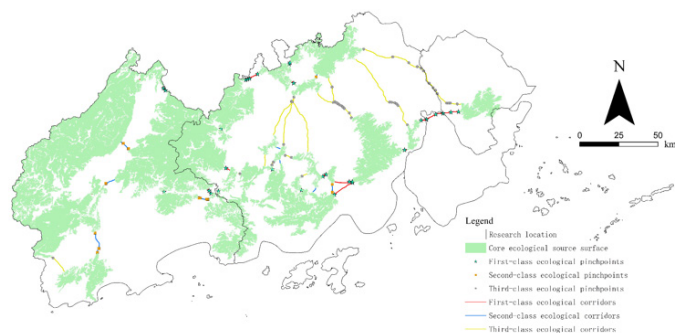 N
0 25 50
km
Legend
Research location
Core ecological source surface
First-class ecological pinchpoints
Second-class ecological pinchpoints
Third-class ecological pinchpoints
First-class ecological corridors
Second-class ecological corridors
Third-class ecological corridors